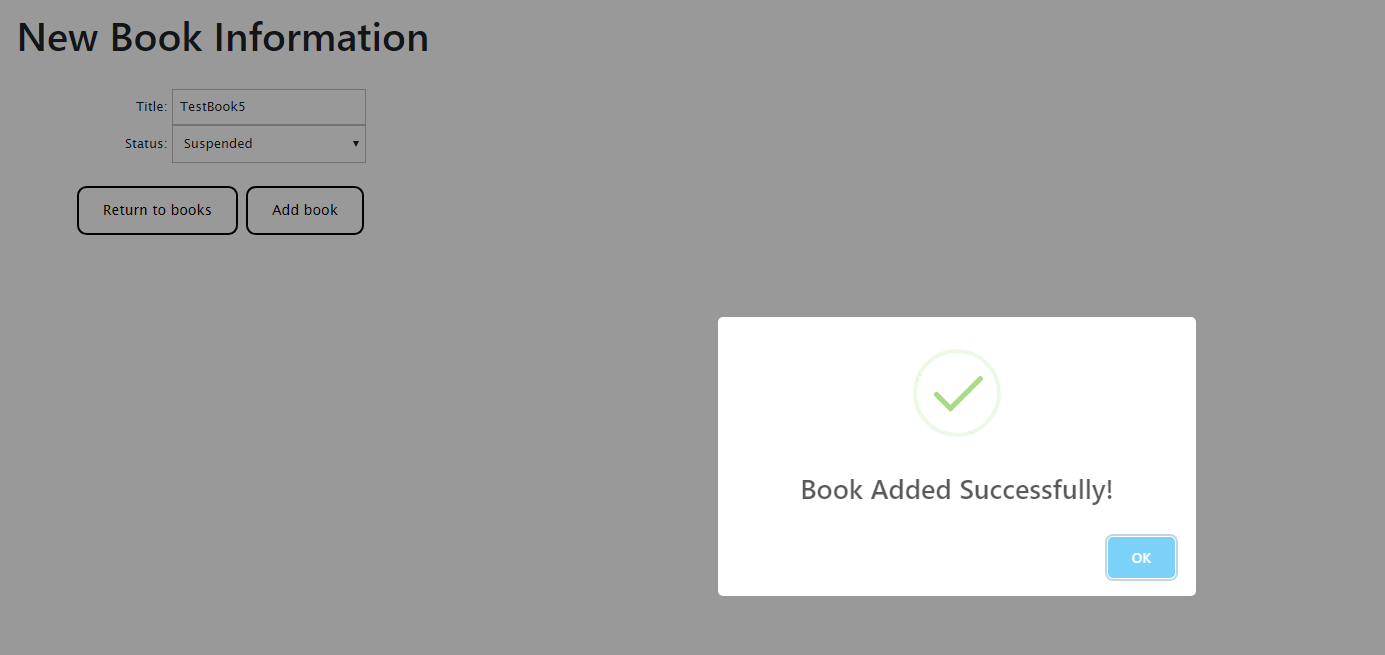 New Book Information
Title: TestBook5
Status: Suspended
Return to books Add book
Book Added Successfully!
OK